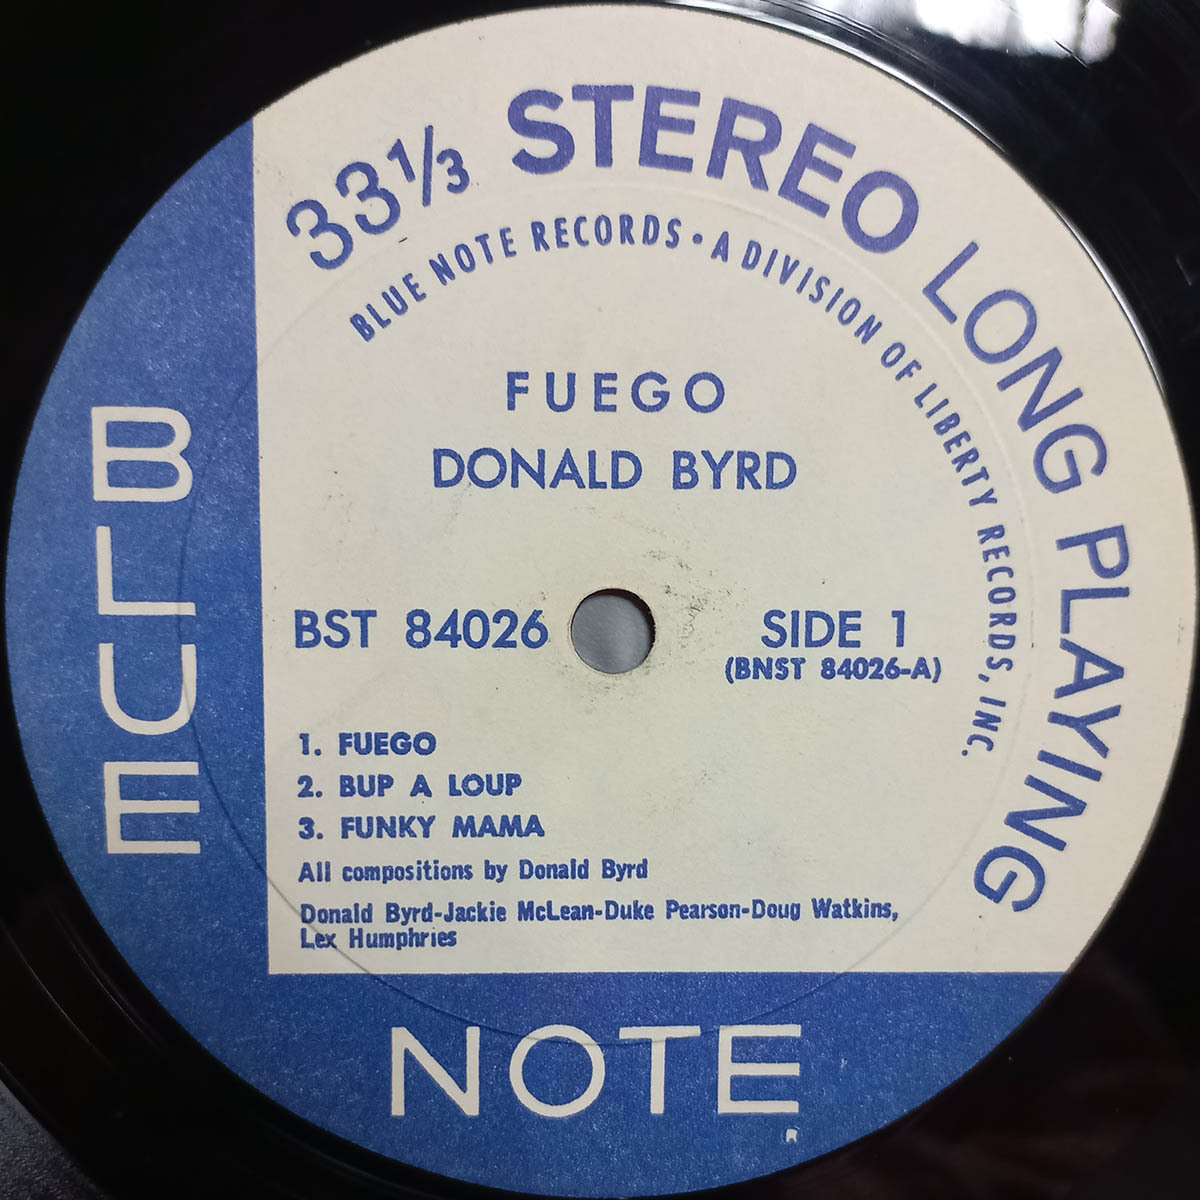 33⅓ STEREO LONG PLAYING
BLUE NOTE RECORDS • A DIVISION OF LIBERTY RECORDS, INC.
FUEGO
DONALD BYRD
BST 84026
SIDE 1
(BNST 84026-A)
1. FUEGO
2. BUP A LOUP
3. FUNKY MAMA
All compositions by Donald Byrd
Donald Byrd-Jackie McLean-Duke Pearson-Doug Watkins,
Lex Humphries
BLUE
NOTE
R